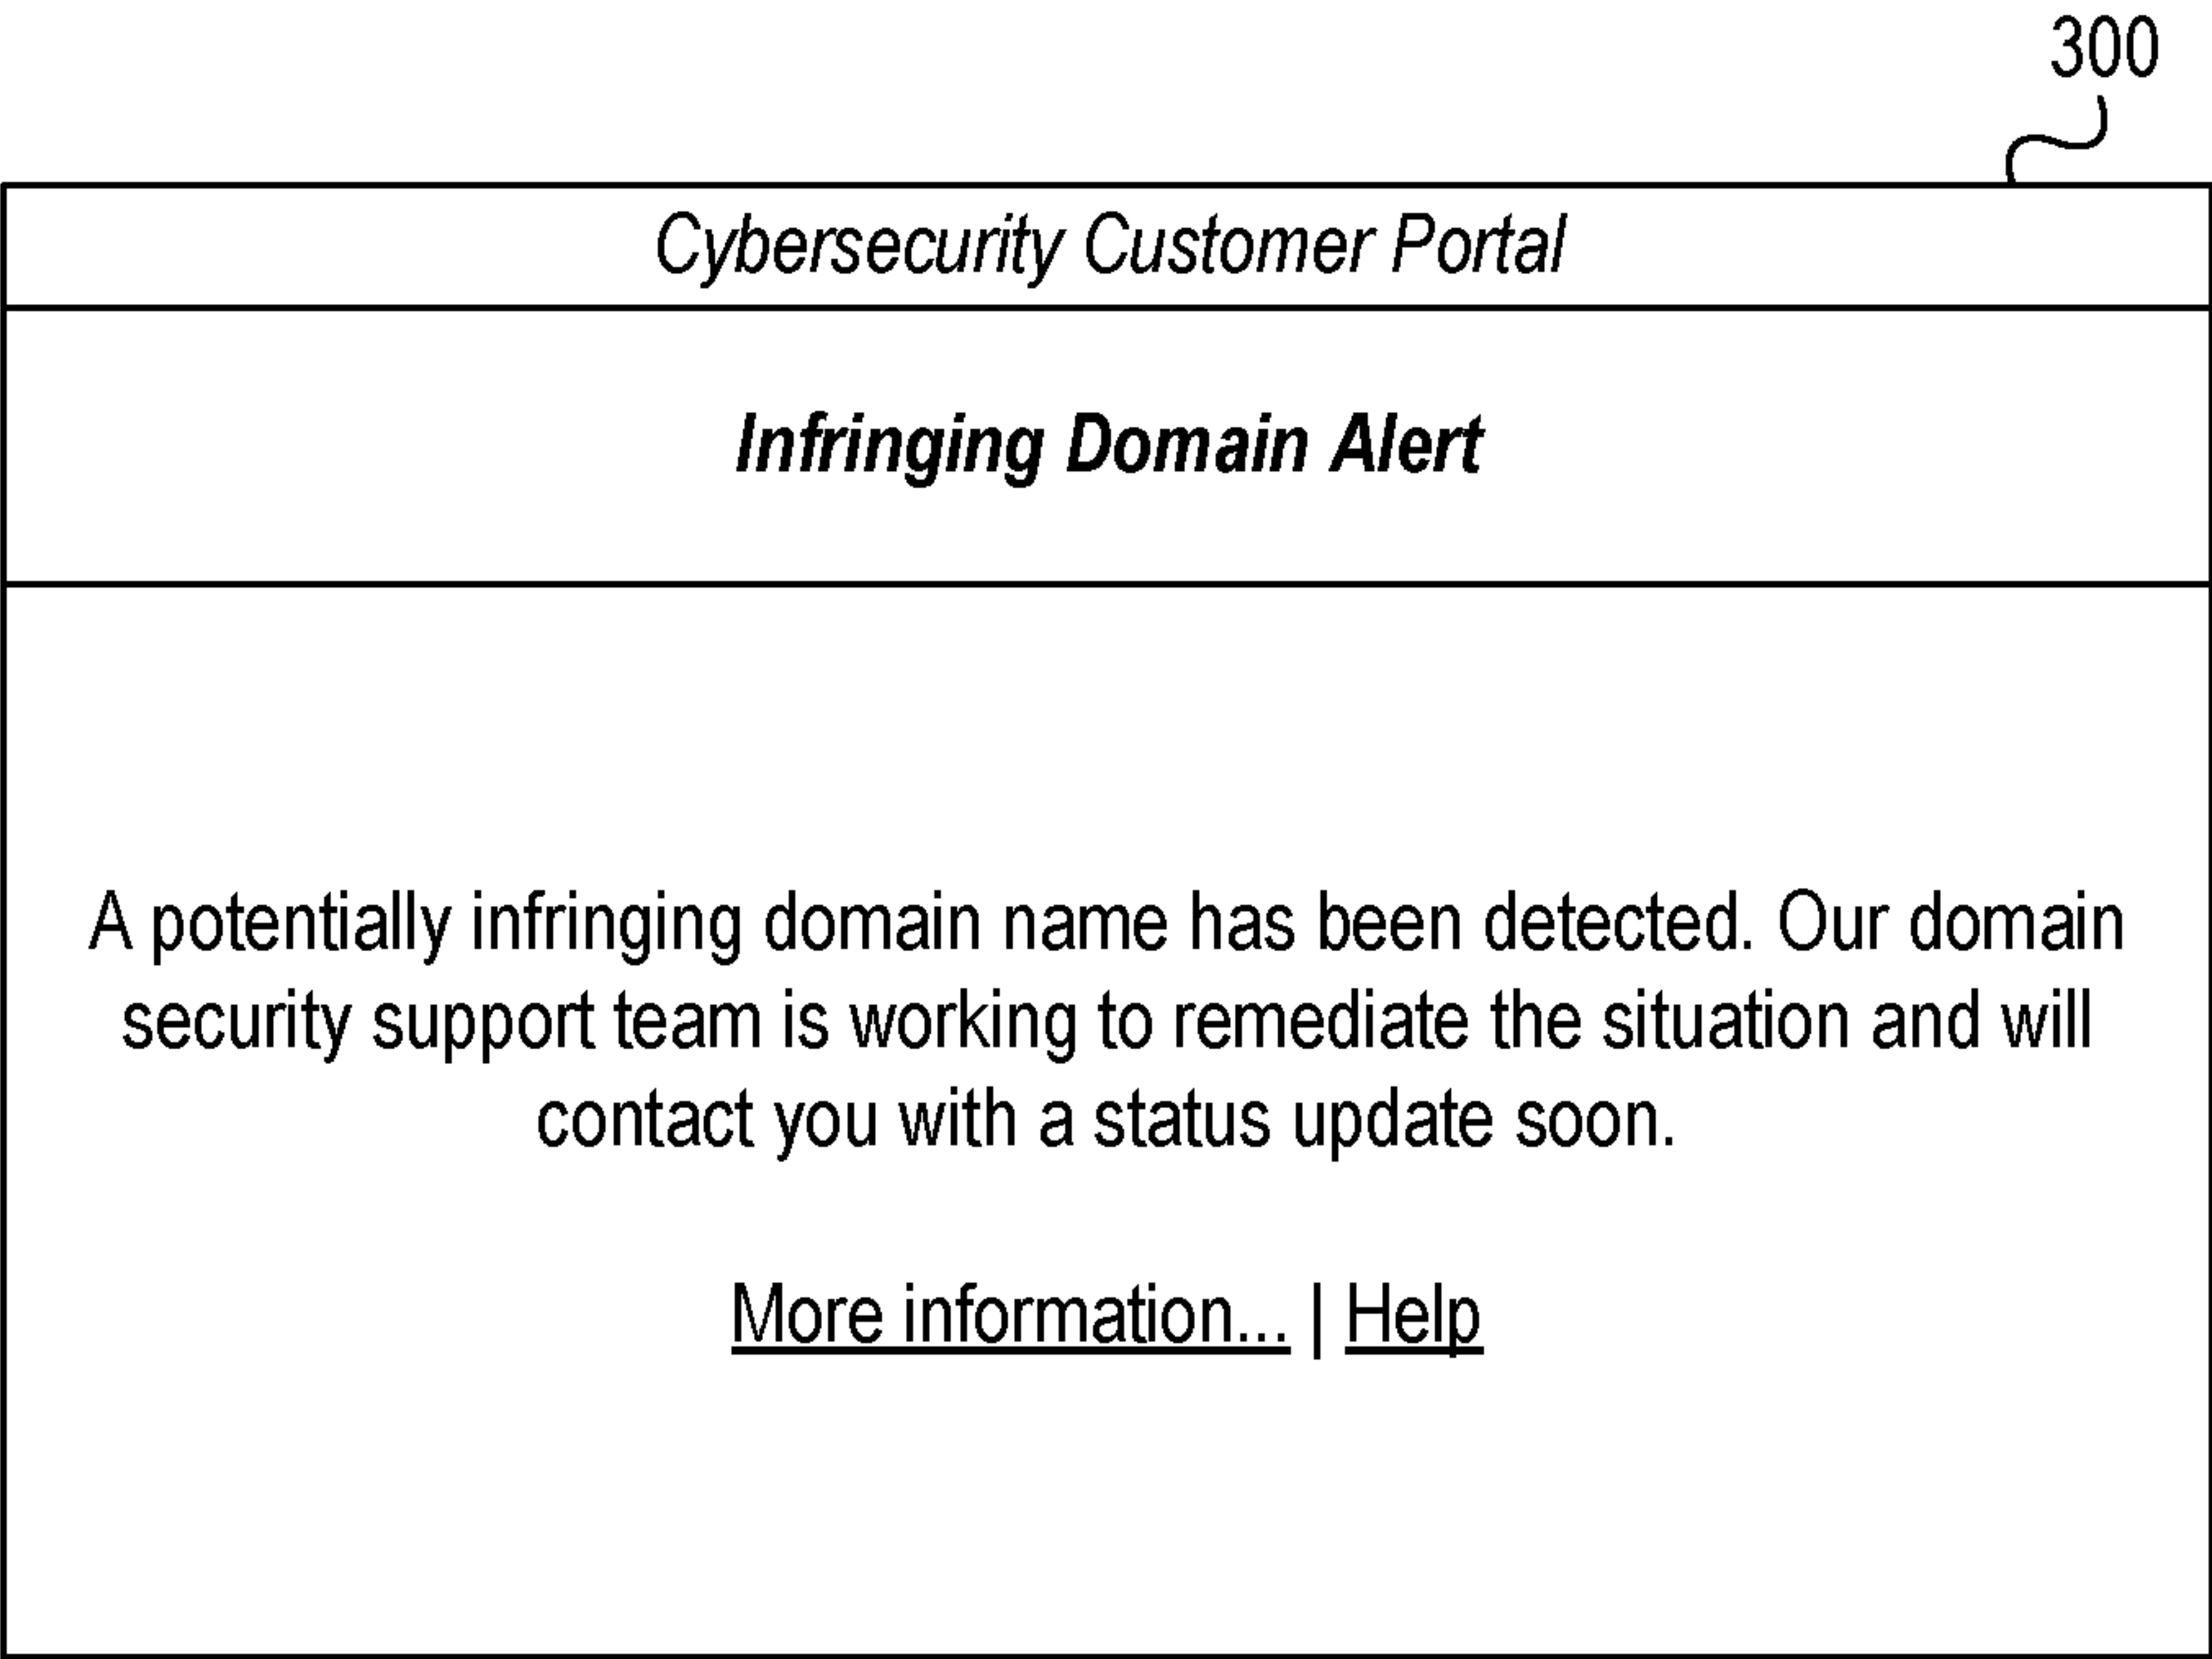 300
Cybersecurity Customer Portal
Infringing Domain Alert
A potentially infringing domain name has been detected. Our domain
security support team is working to remediate the situation and will
contact you with a status update soon.
More information... | Help